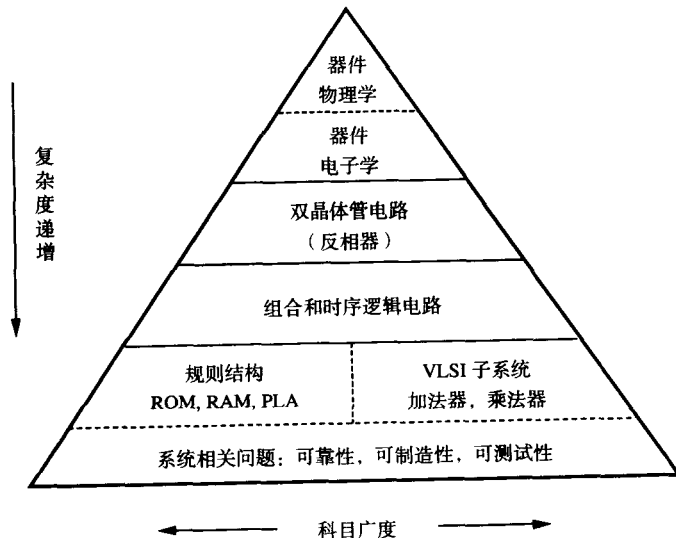 器件
物理学
器件
电子学
复杂度递增
双晶体管电路
（反相器）
组合和时序逻辑电路
规则结构
ROM, RAM, PLA
VLSI 子系统
加法器，乘法器
系统相关问题：可靠性，可制造性，可测试性
科目广度